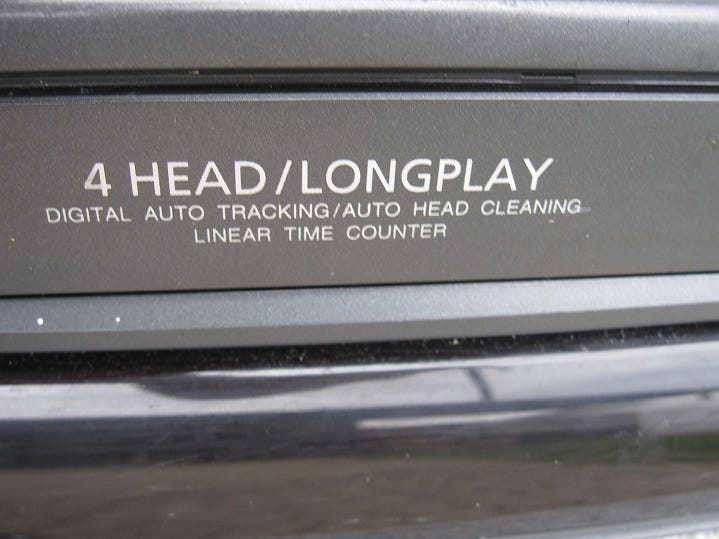 4 HEAD/LONGPLAY
DIGITAL AUTO TRACKING/AUTO HEAD CLEANING
LINEAR TIME COUNTER